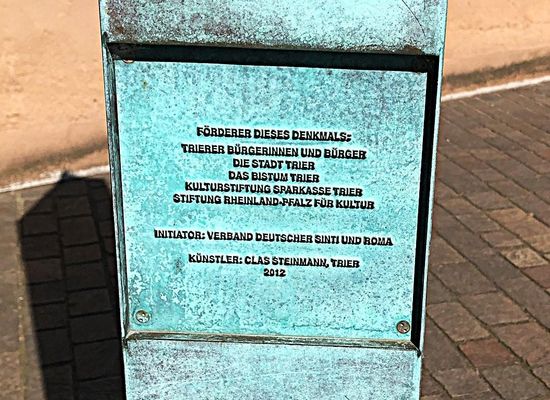 FÖRDERER DIESES DENKMALS:
TRIERER BÜRGERINNEN UND BÜRGER
DIE STADT TRIER
DAS BISTUM TRIER
KULTURSTIFTUNG SPARKASSE TRIER
STIFTUNG RHEINLAND-PFALZ FÜR KULTUR
INITIATOR: VERBAND DEUTSCHER SINTI UND ROMA
KÜNSTLER: CLAS STEINMANN, TRIER
2012